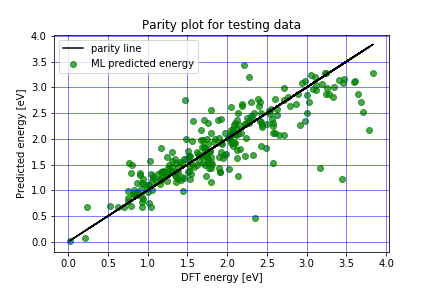 Parity plot for testing data
parity line
ML predicted energy
Predicted energy [eV]
4.0
3.5
3.0
2.5
2.0
1.5
1.0
0.5
0.0
0.0 0.5 1.0 1.5 2.0 2.5 3.0 3.5 4.0
DFT energy [eV]